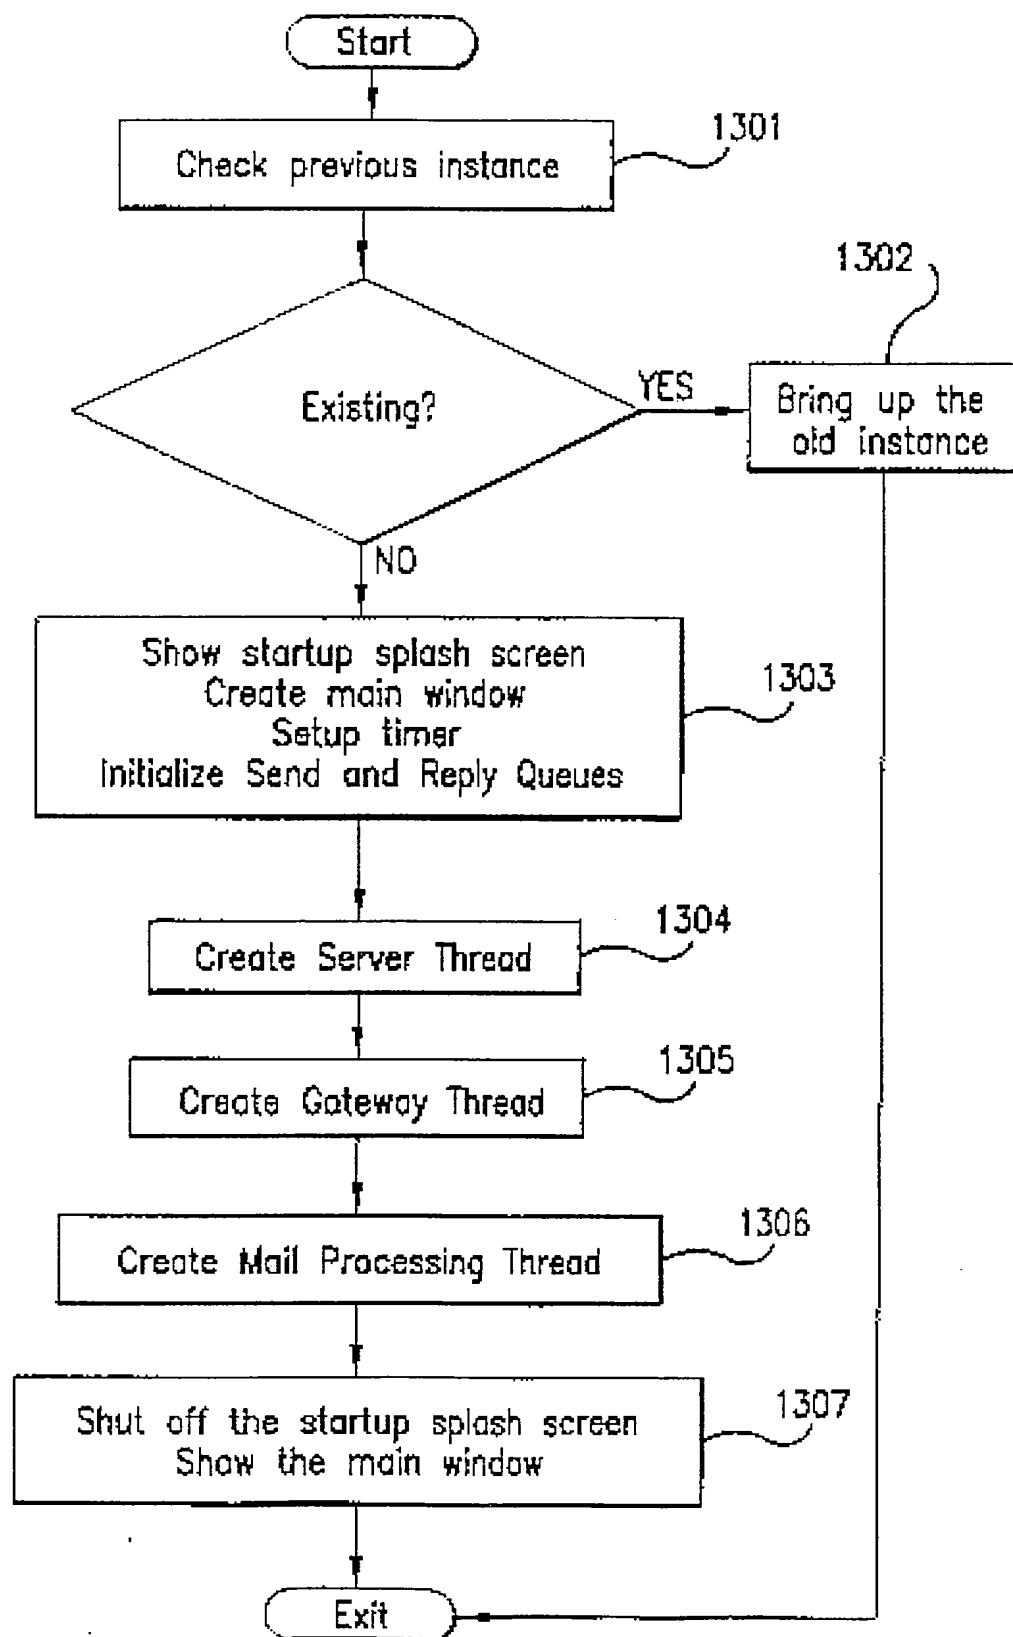 Start
1301
Check previous instance
1302
Existing?
YES
Bring up the
old instance
NO
Show startup splash screen
Create main window
Setup timer
Initialize Send and Reply Queues
1303
1304
Create Server Thread
1305
Create Gateway Thread
1306
Create Mail Processing Thread
1307
Shut off the startup splash screen
Show the main window
Exit